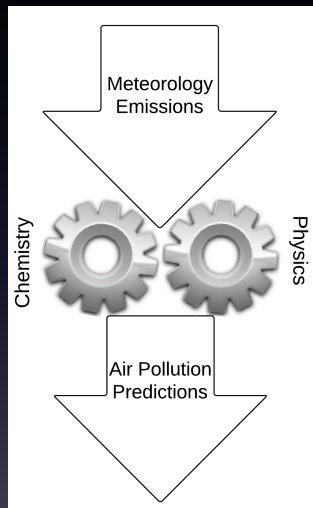 Meteorology
Emissions
Chemistry
Physics
Air Pollution
Predictions